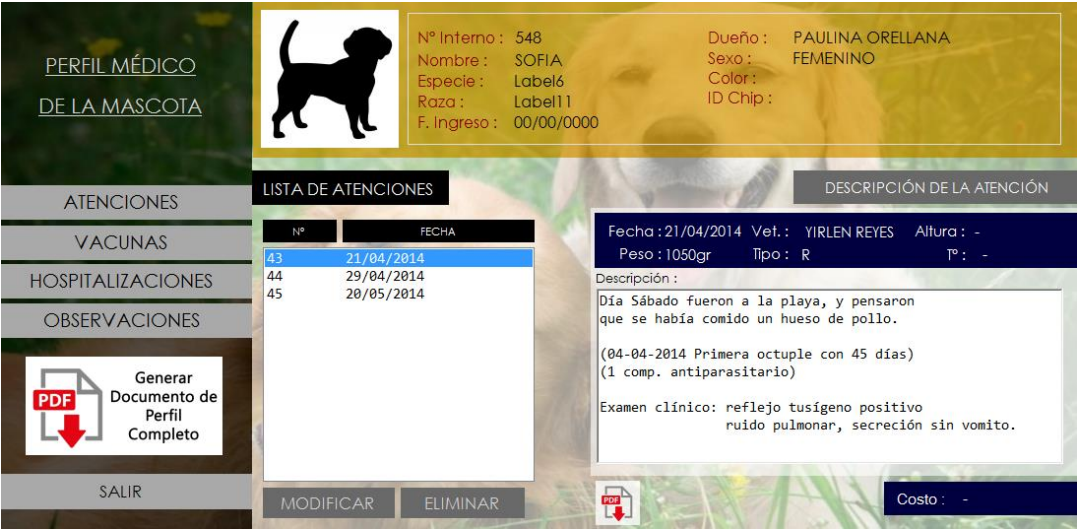 PERFIL MÉDICO
DE LA MASCOTA
ATENCIONES
VACUNAS
HOSPITALIZACIONES
OBSERVACIONES
PDF
Generar
Documento de
Perfil
Completo
SALIR
Nº Interno : 548
Nombre : SOFIA
Especie : Label6
Raza : Label11
F. Ingreso : 00/00/0000
Dueño : PAULINA ORELLANA
Sexo : FEMENINO
Color :
ID Chip :
LISTA DE ATENCIONES
Nº FECHA
43 21/04/2014
44 29/04/2014
45 20/05/2014
MODIFICAR ELIMINAR
DESCRIPCIÓN DE LA ATENCIÓN
Fecha : 21/04/2014 Vet. : YIRLEN REYES Altura : -
Peso : 1050gr Tipo : R Tº : -
Descripción :
Día Sábado fueron a la playa, y pensaron
que se había comido un hueso de pollo.
(04-04-2014 Primera octuple con 45 días)
(1 comp. antiparasitario)
Examen clínico: reflejo tusígeno positivo
ruido pulmonar, secreción sin vomito.
PDF
Costo : -